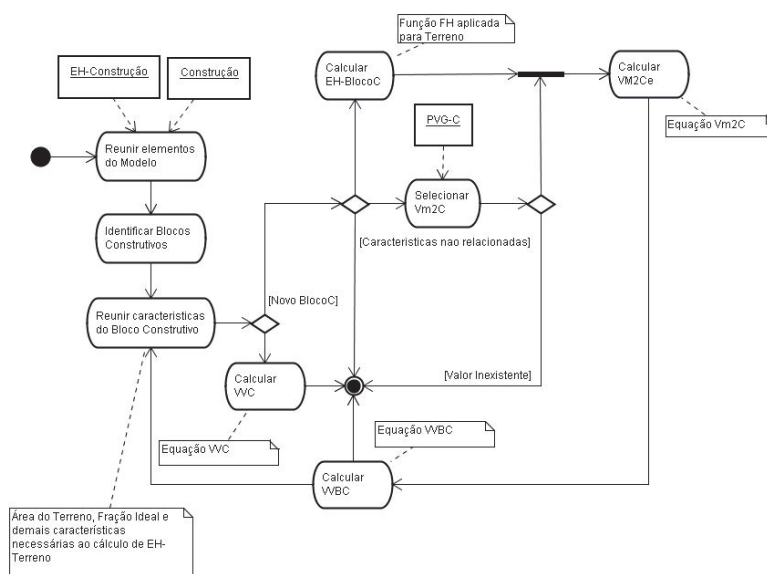 Função FH aplicada
para Terreno
EH-Construção
Construção
Calcular
EH-BlocoC
Calcular
VM2Ce
PVG-C
Equação Vm2C
Reunir elementos
do Modelo
Selecionar
Vm2C
Identificar Blocos
Construtivos
[Caracteristicas nao relacionadas]
[Novo BlocoC]
Reunir caracteristicas
do Bloco Construtivo
Calcular
VVC
[Valor Inexistente]
Equação VVC
Equação VVBC
Calcular
VVBC
Área do Terreno, Fração Ideal e
demais características
necessárias ao cálculo de EH-
Terreno